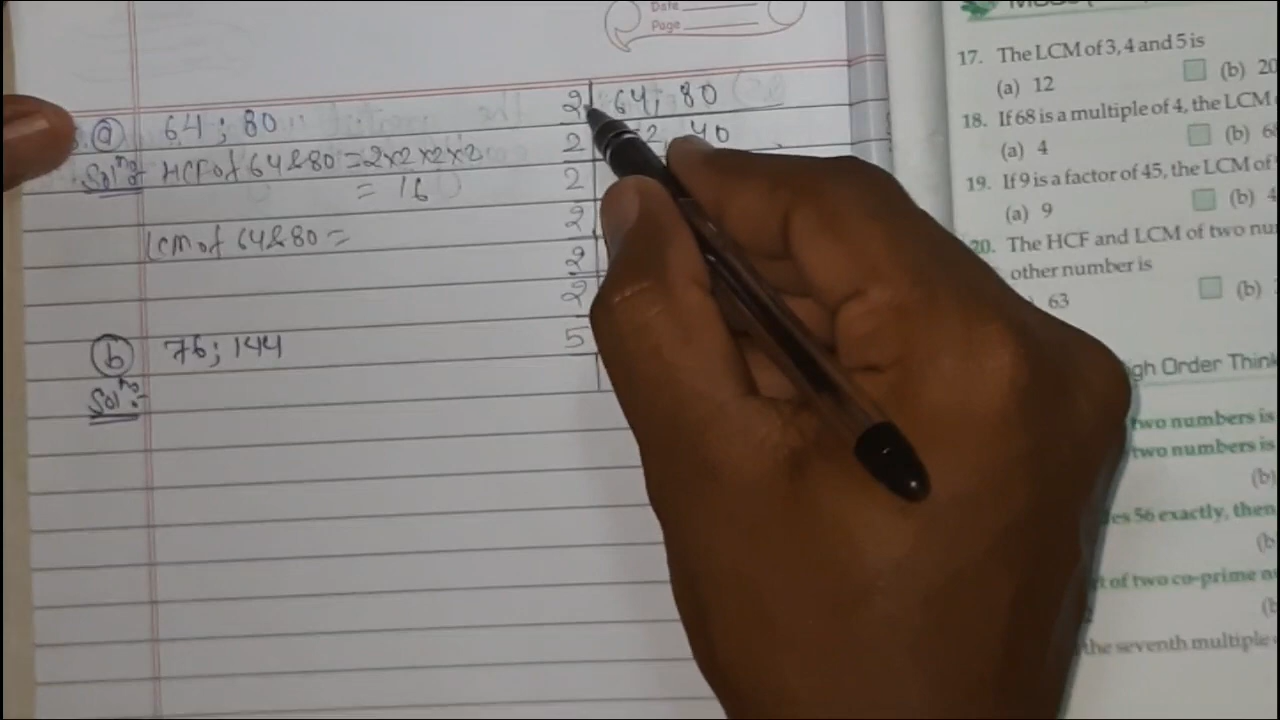 Date
Page
(a) 64 ; 80
Solⁿ:- HCF of 64 & 80 = 2×2×2×2
= 16
LCM of 64 & 80 =
(b) 76 ; 144
Solⁿ:-
2 64 ; 80
2 40
2
2
2
2
5
17. The LCM of 3, 4 and 5 is
(a) 12 (b) 20
18. If 68 is a multiple of 4, the LCM
(a) 4 (b) 6
19. If 9 is a factor of 45, the LCM of
(a) 9 (b) 4
20. The HCF and LCM of two nu
other number is
63 (b)
gh Order Think
two numbers is
two numbers is
(b)
es 56 exactly, then
(b
t of two co-prime
(b
the seventh multiple